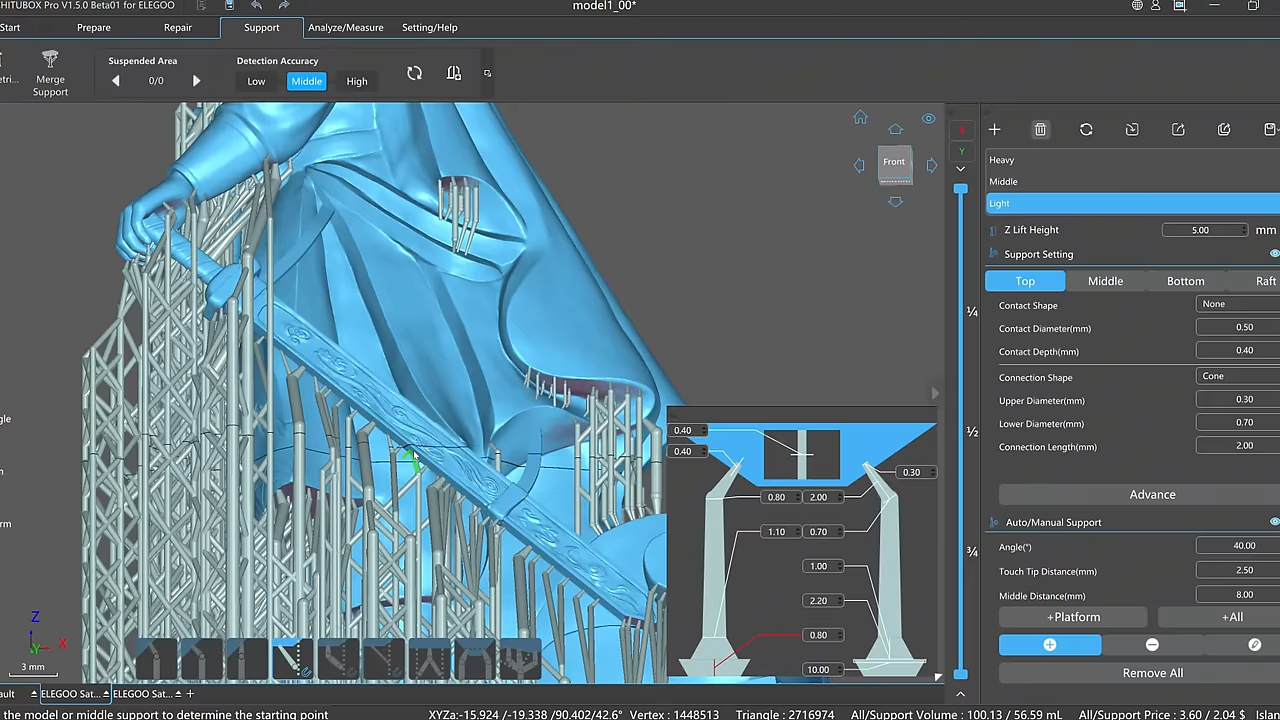 HITUBOX Pro V1.5.0 Beta01 for ELEGOO
model1_00*
Start
Prepare
Repair
Support
Analyze/Measure
Setting/Help
Merge
Support
Suspended Area
0/0
Detection Accuracy
Low
Middle
High
Front
X
Y
1/4
1/2
3/4
Heavy
Middle
Light
Z Lift Height
5.00
mm
Support Setting
Top
Middle
Bottom
Raft
Contact Shape
None
Contact Diameter(mm)
0.50
Contact Depth(mm)
0.40
Connection Shape
Cone
Upper Diameter(mm)
0.30
Lower Diameter(mm)
0.70
Connection Length(mm)
2.00
Advance
Auto/Manual Support
Angle(°)
40.00
Touch Tip Distance(mm)
2.50
Middle Distance(mm)
8.00
+Platform
+All
Remove All
0.40
0.40
0.30
0.80
2.00
1.10
0.70
1.00
2.20
0.80
10.00
Z
X
Y
3 mm
ELEGOO Sat...
ELEGOO Sat...
the model or middle support to determine the starting point
XYZa:-15.924 / -19.338 /90.402/42.6°
Vertex : 1448513
Triangle : 2716974
All/Support Volume : 100.13 / 56.59 mL
All/Support Price : 3.60 / 2.04 $